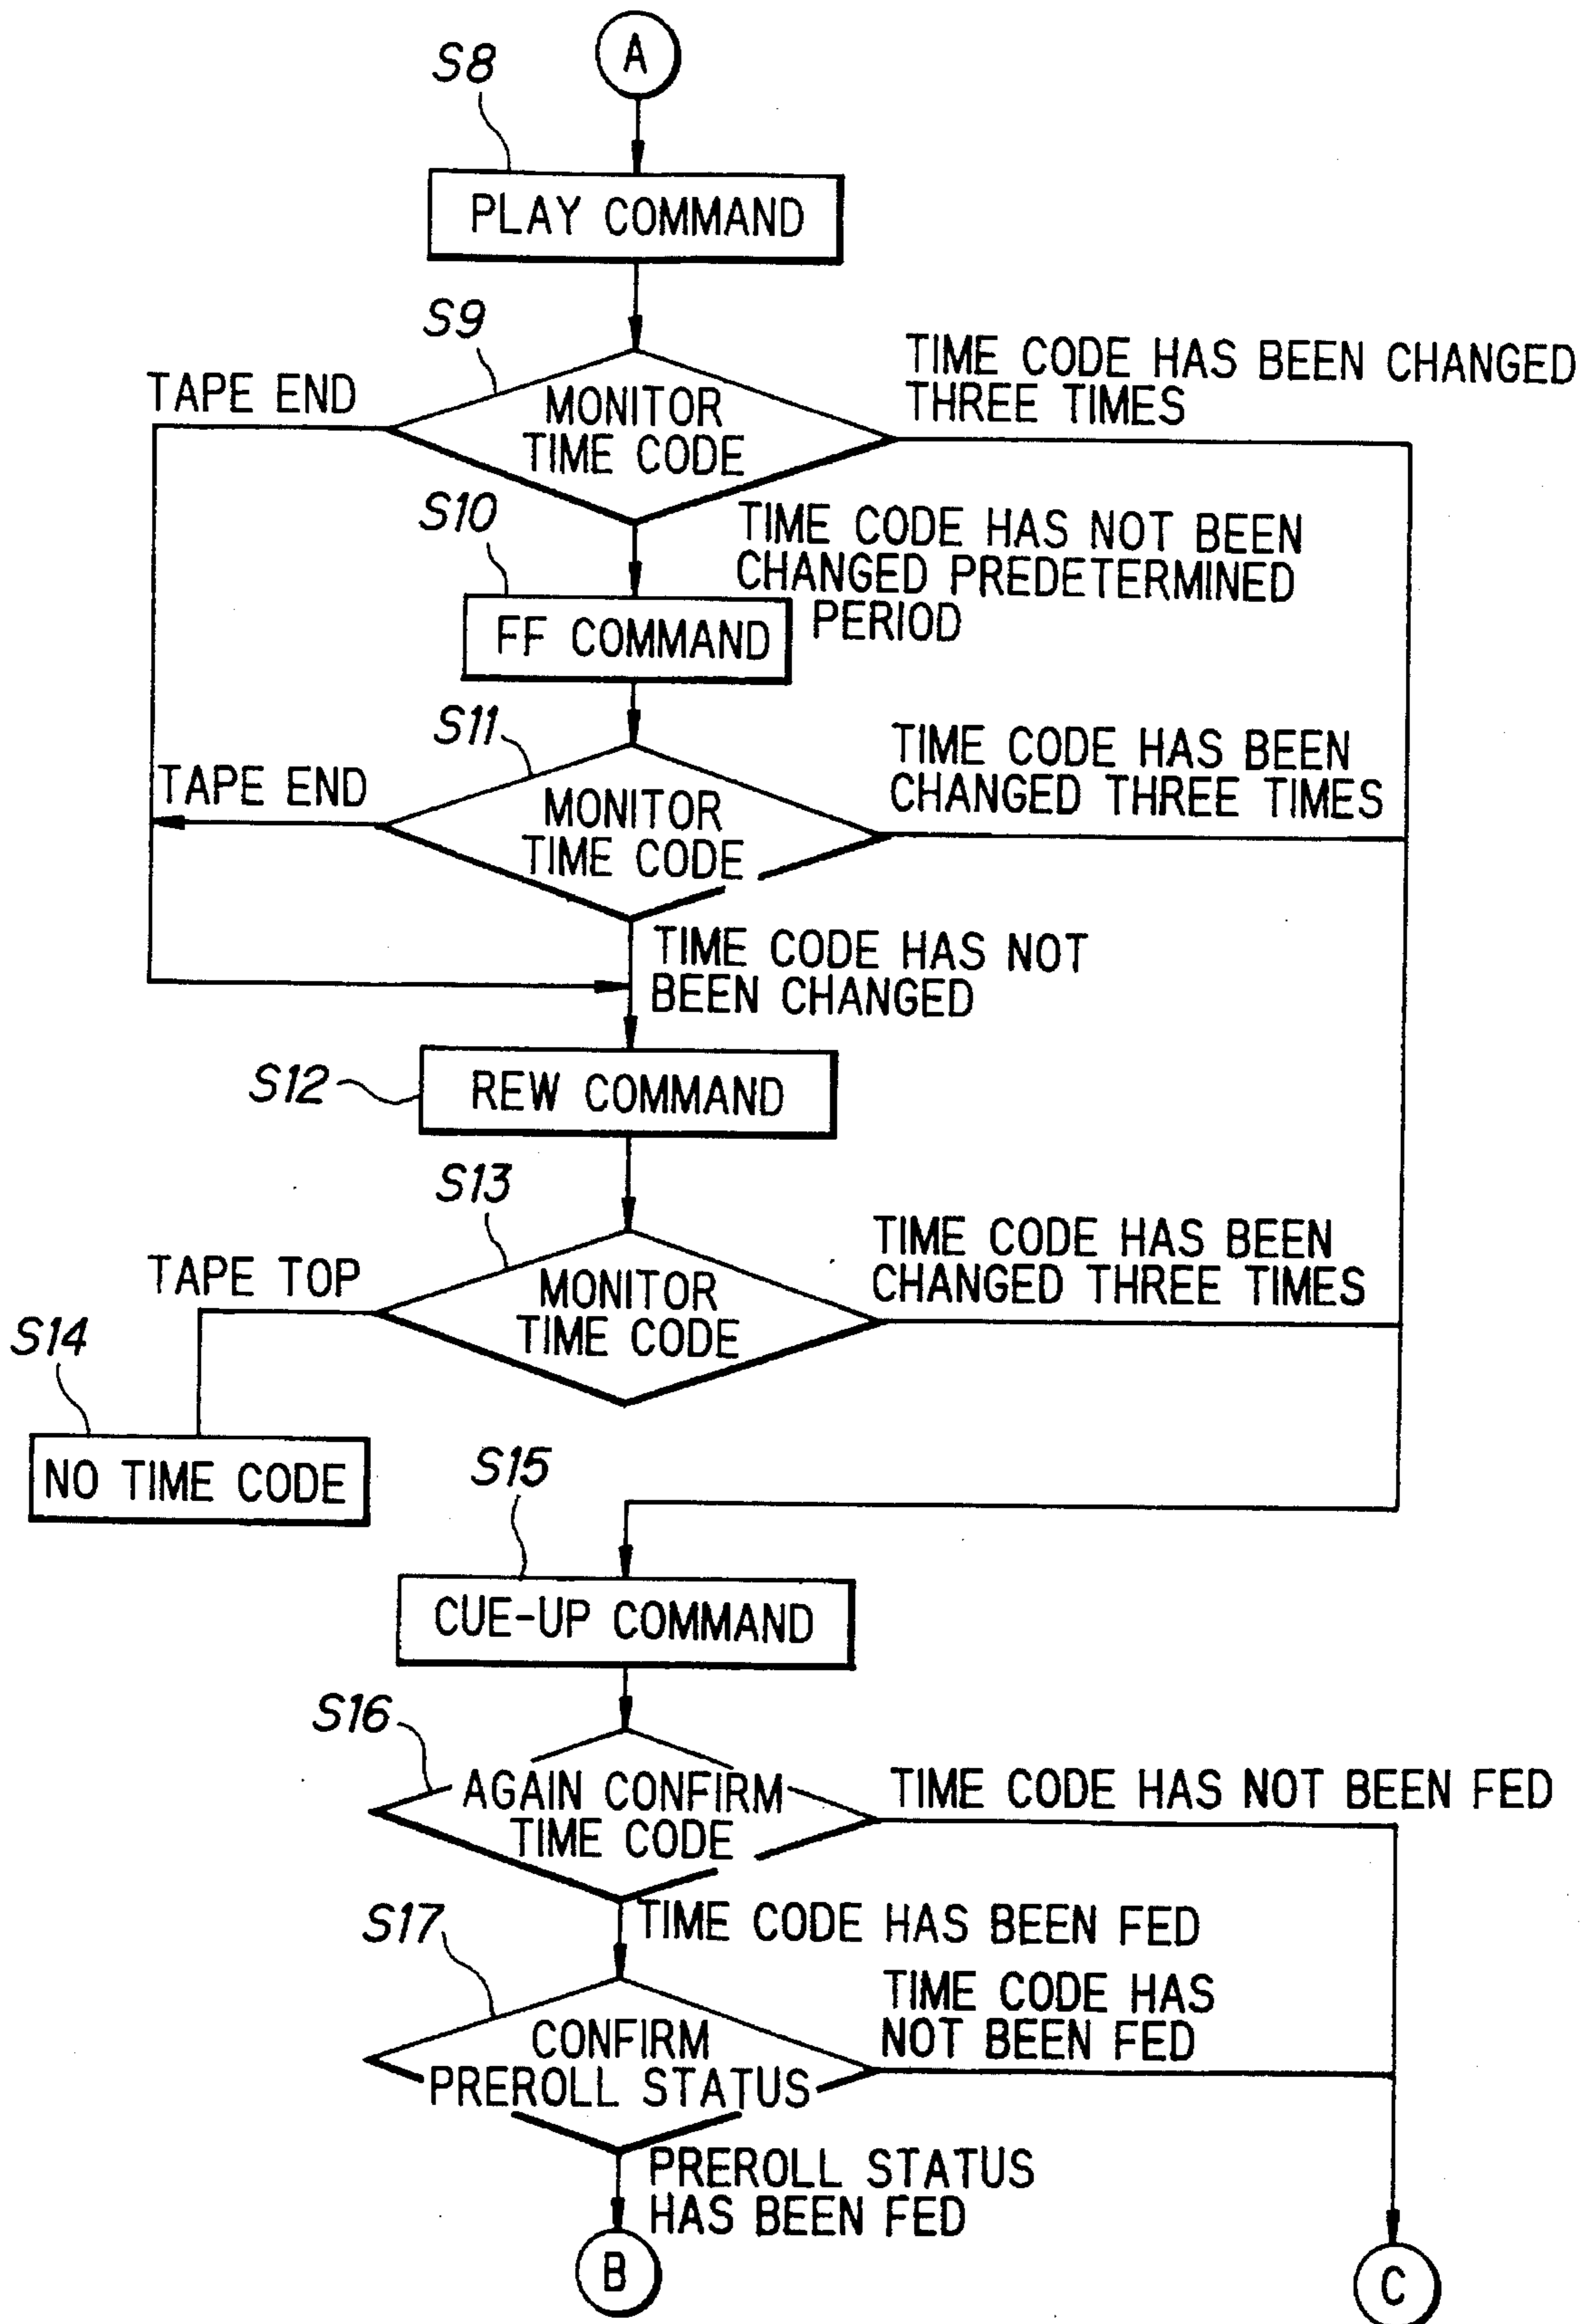 A
S8
PLAY COMMAND
S9
TAPE END
MONITOR
TIME CODE
TIME CODE HAS BEEN CHANGED
THREE TIMES
S10
TIME CODE HAS NOT BEEN
CHANGED PREDETERMINED
PERIOD
FF COMMAND
S11
TAPE END
MONITOR
TIME CODE
TIME CODE HAS BEEN
CHANGED THREE TIMES
TIME CODE HAS NOT
BEEN CHANGED
S12
REW COMMAND
S13
TAPE TOP
MONITOR
TIME CODE
TIME CODE HAS BEEN
CHANGED THREE TIMES
S14
NO TIME CODE
S15
CUE-UP COMMAND
S16
AGAIN CONFIRM
TIME CODE
TIME CODE HAS NOT BEEN FED
TIME CODE HAS BEEN FED
S17
CONFIRM
PREROLL STATUS
TIME CODE HAS
NOT BEEN FED
PREROLL STATUS
HAS BEEN FED
B
C